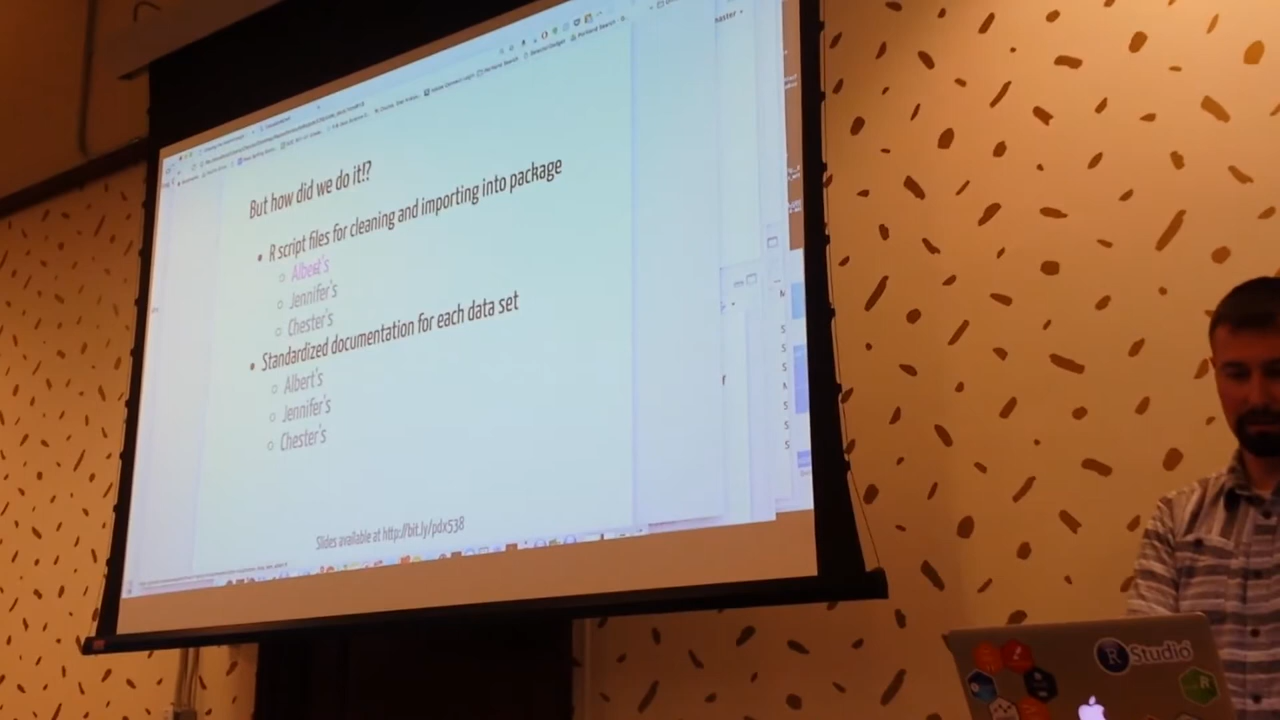 But how did we do it!?
R script files for cleaning and importing into package
Albert's
Jennifer's
Chester's
Standardized documentation for each data set
Albert's
Jennifer's
Chester's
Slides available at http://bit.ly/pdx538
R Studio
R